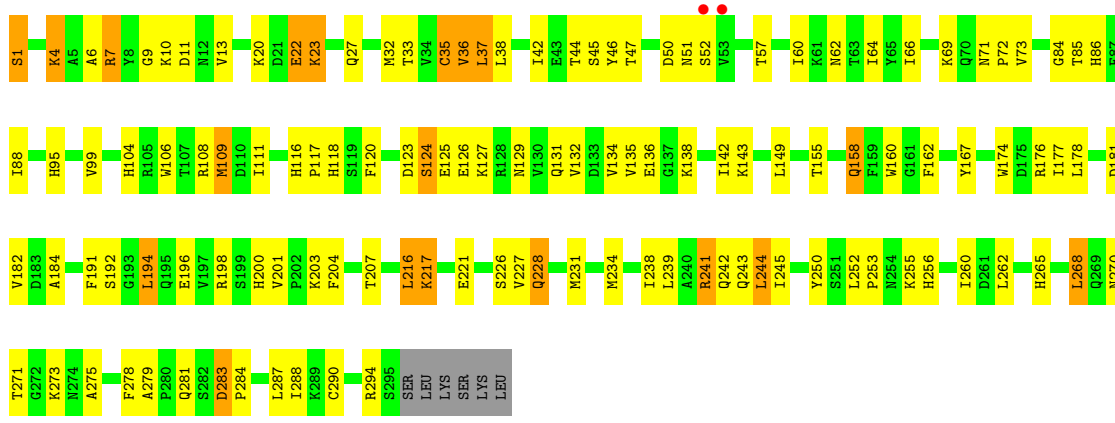 S1 K4 A5 A6 R7 Y8 G9 K10 D11 N12 V13 K20 D21 E22 K23 Q27 M32 T33 V34 C35 V36 L37 L38 I42 E43 T44 S45 Y46 T47 D50 N51 S52 V53 T57 I60 K61 N62 T63 I64 Y65 I66 K69 Q70 N71 P72 V73 G84 T85 H86 E87
I88 H95 V99 H104 R105 W106 T107 R108 M109 D110 I111 H116 P117 H118 S119 F120 D123 S124 E125 E126 K127 R128 N129 V130 Q131 V132 D133 V134 V135 E136 G137 K138 I142 K143 L149 T155 Q158 F159 W160 G161 F162 Y167 W174 D175 R176 I177 L178 D181
V182 D183 A184 F191 S192 G193 L194 Q195 E196 V197 R198 S199 H200 V201 P202 K203 F204 T207 L216 K217 E221 S226 V227 Q228 M231 M234 I238 L239 A240 R241 Q242 Q243 L244 I245 Y250 S251 L252 P253 N254 K255 H256 I260 D261 L262 H265 L268 Q269 N270
T271 G272 K273 N274 A275 F278 A279 P280 Q281 S282 D283 P284 L287 I288 K289 C290 R294 S295 SER LEU LYS SER LYS LEU